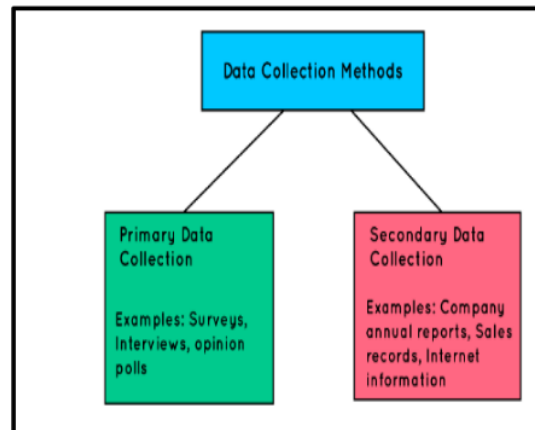 Data Collection Methods
Primary Data
Collection
Examples: Surveys,
Interviews, opinion
polls
Secondary Data
Collection
Examples: Company
annual reports, Sales
records, Internet
information